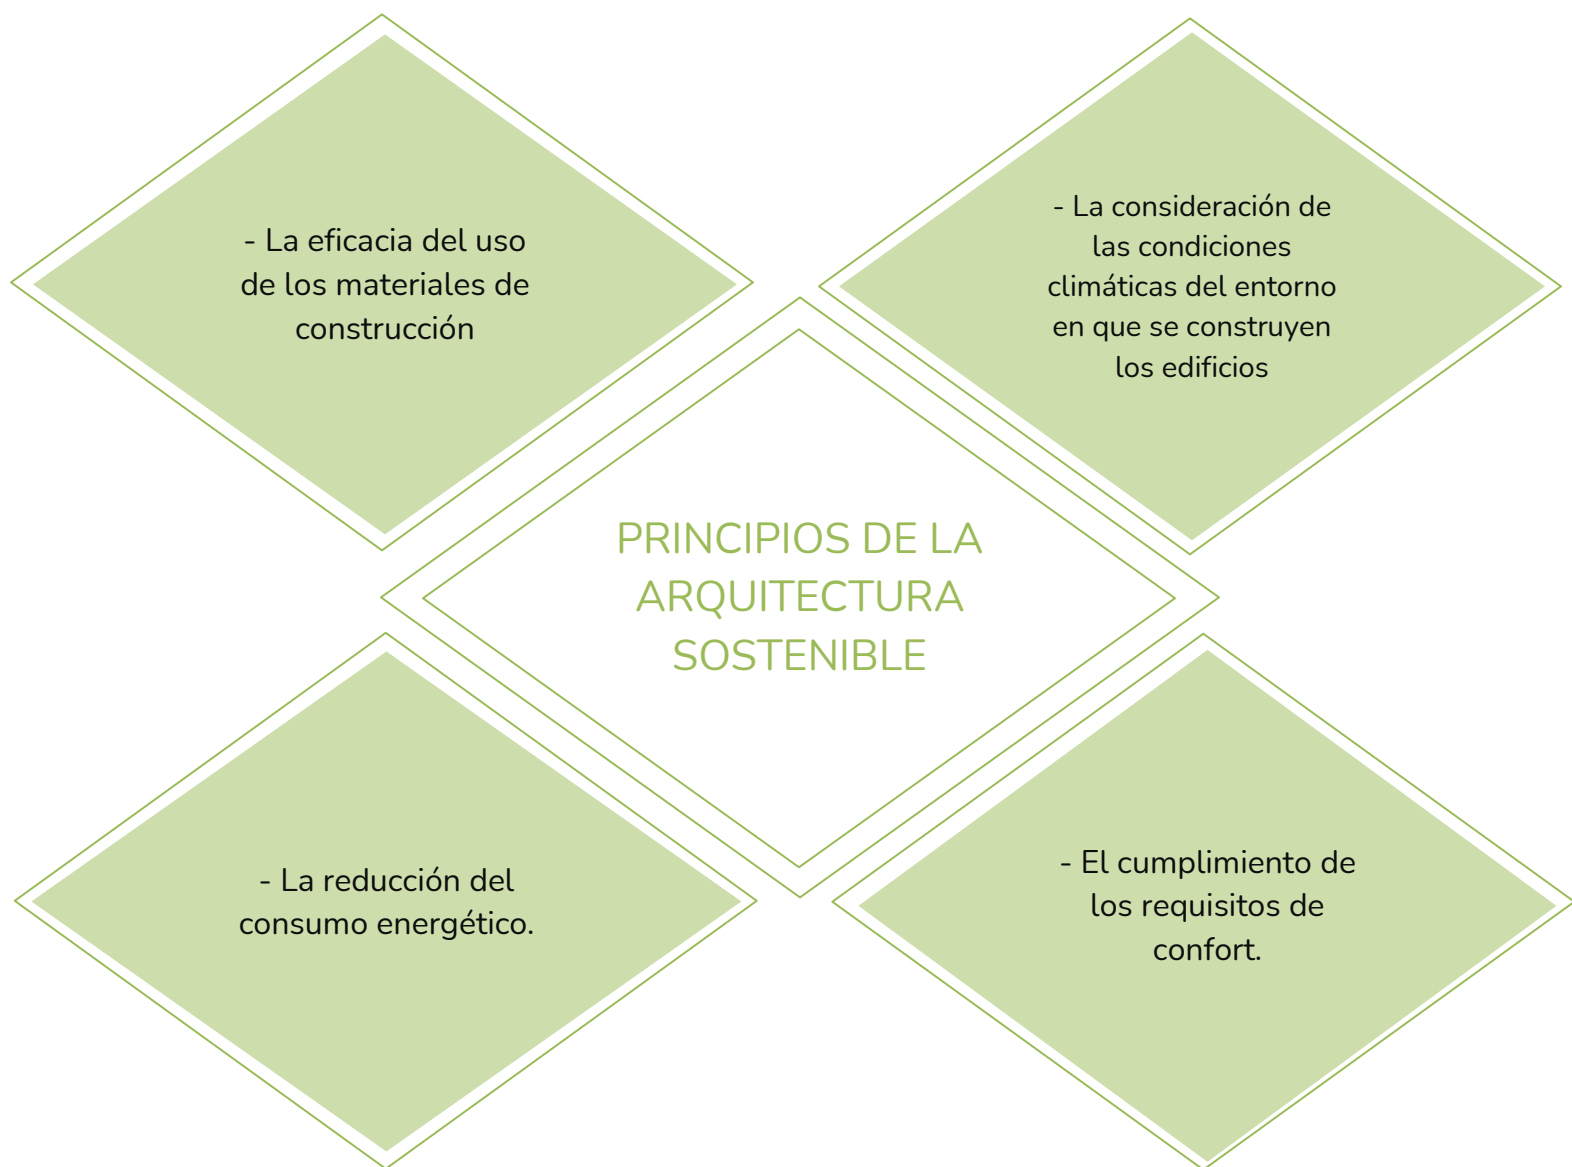 - La eficacia del uso
de los materiales de
construcción
- La consideración de
las condiciones
climáticas del entorno
en que se construyen
los edificios
PRINCIPIOS DE LA
ARQUITECTURA
SOSTENIBLE
- La reducción del
consumo energético.
- El cumplimiento de
los requisitos de
confort.